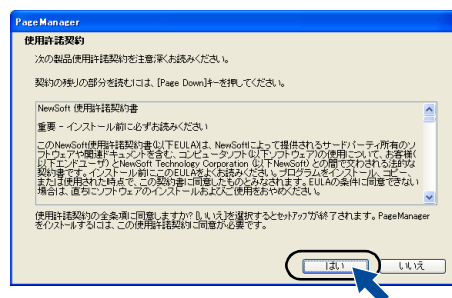 PageManager
使用許諾契約
次の製品使用許諾契約を注意深くお読みください。
契約の残りの部分を読むには、[Page Down]キーを押してください。
NewSoft 使用許諾契約書
重要 - インストール前に必ずお読みください
このNewSoft使用許諾契約書(以下EULA)は、NewSoftによって提供されるサードパーティ所有のソ
フトウェアや関連ドキュメントを含む、コンピュータソフト(以下ソフトウェア)の使用について、お客様(
以下エンドユーザ)とNewSoft Technology Corporation (以下NewSoft) との間で交わされる法的な
契約書です。インストール前にこのEULAをよくお読みください。プログラムをインストール、コピー、
または使用された時点で、この契約書に同意したものとみなされます。EULAの条件に同意できない
場合は、直ちにソフトウェアのインストールおよびご使用をおやめください。
使用許諾契約の全条項に同意しますか? [いいえ]を選択するとセットアップが終了されます。PageManager
をインストールするには、この使用許諾契約に同意が必要です。
はい
いいえ